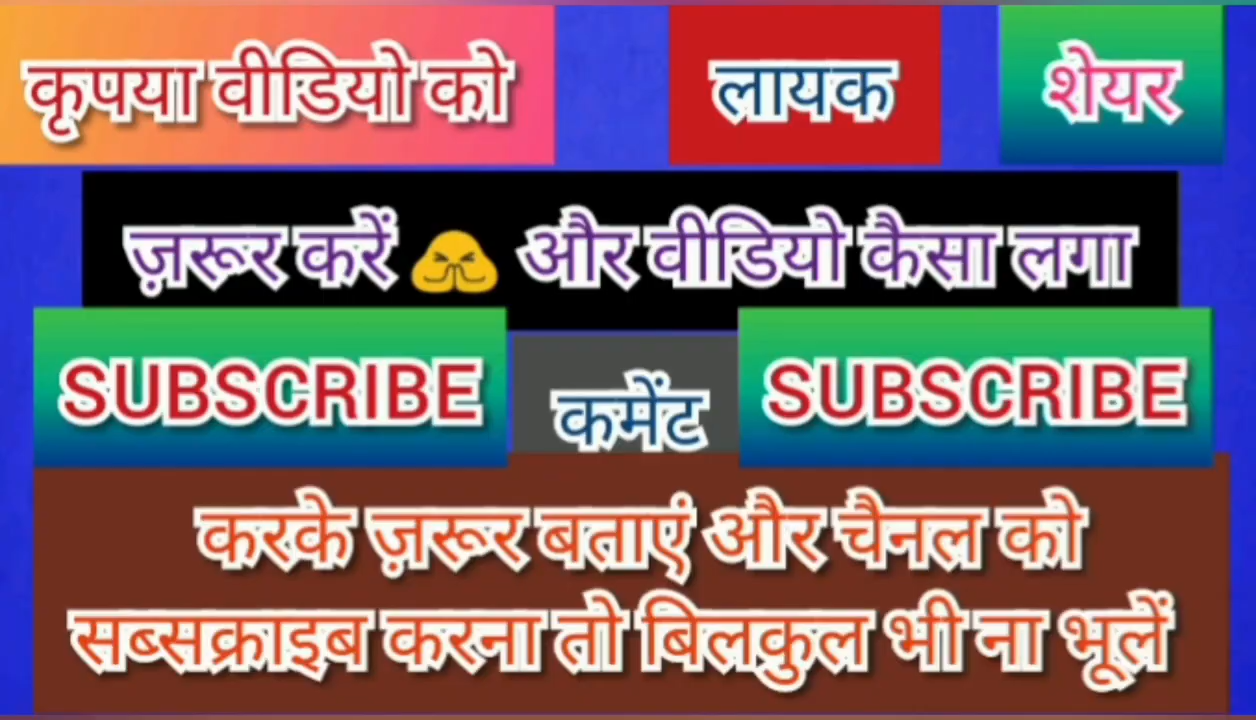 कृपया वीडियो को लायक शेयर
ज़रूर करें 🙏 और वीडियो कैसा लगा
SUBSCRIBE कमेंट SUBSCRIBE
करके ज़रूर बताएं और चैनल को
सब्सक्राइब करना तो बिलकुल भी ना भूलें